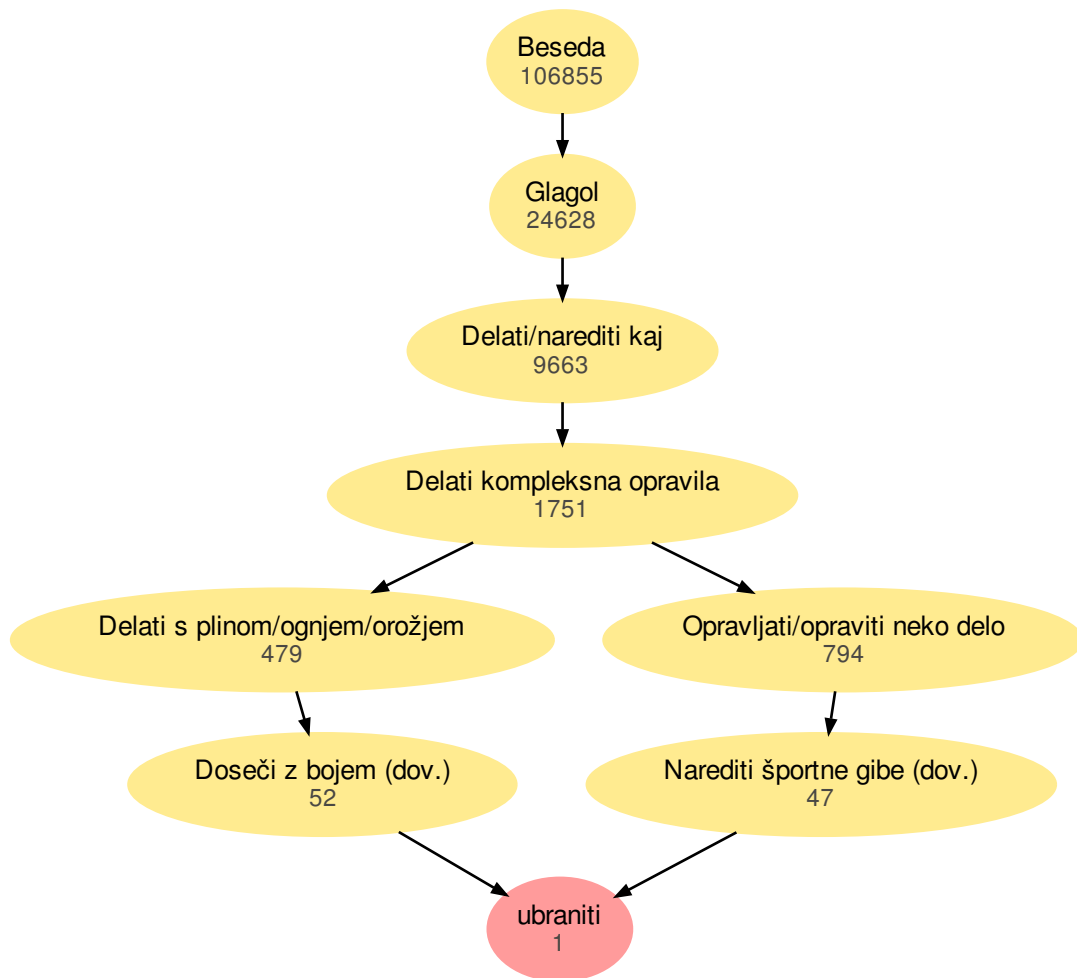 Beseda
106855
Glagol
24628
Delati/narediti kaj
9663
Delati kompleksna opravila
1751
Delati s plinom/ognjem/orožjem
479
Opravljati/opraviti neko delo
794
Doseči z bojem (dov.)
52
Narediti športne gibe (dov.)
47
ubraniti
1